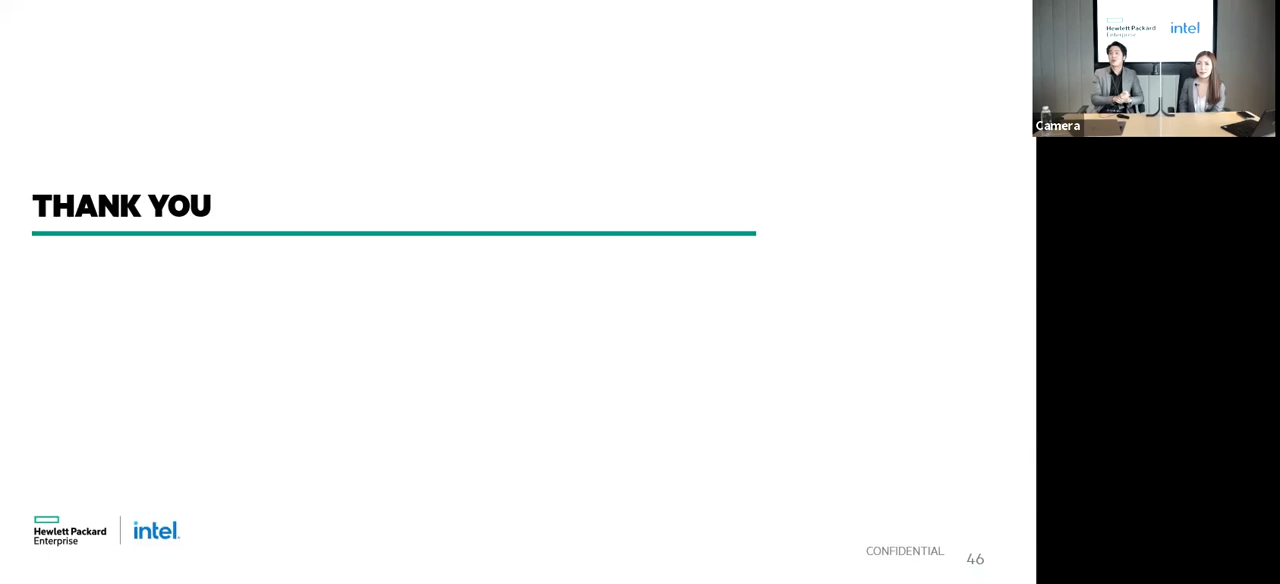 Hewlett Packard
Enterprise
intel
Camera
THANK YOU
Hewlett Packard
Enterprise
intel.
CONFIDENTIAL
46